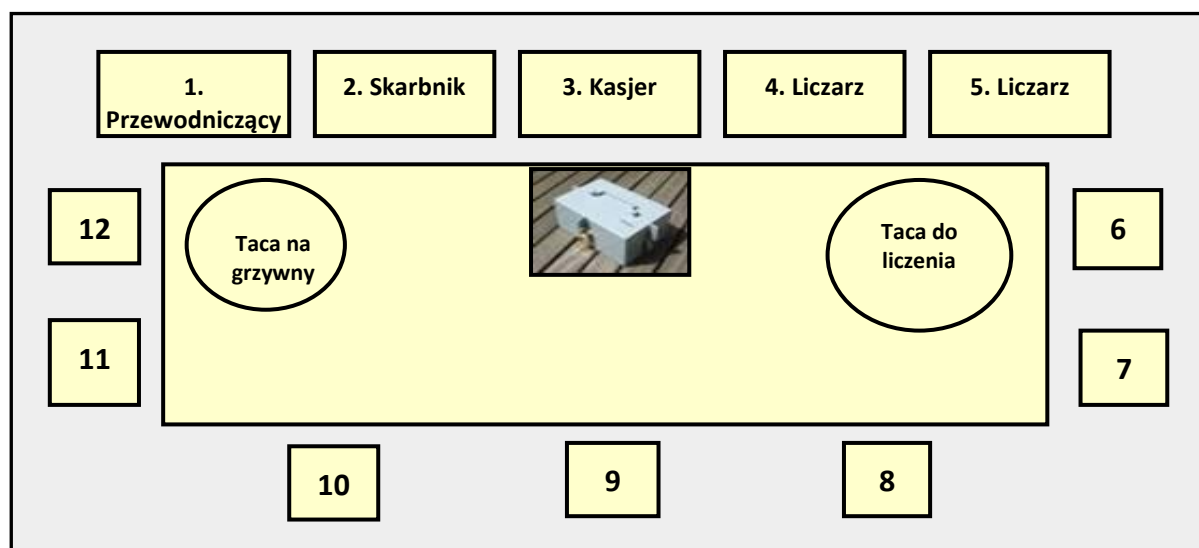 1.
Przewodniczący
2. Skarbnik
3. Kasjer
4. Liczarz
5. Liczarz
12
Taca na
grzywny
Taca do
liczenia
6
11
7
10
9
8